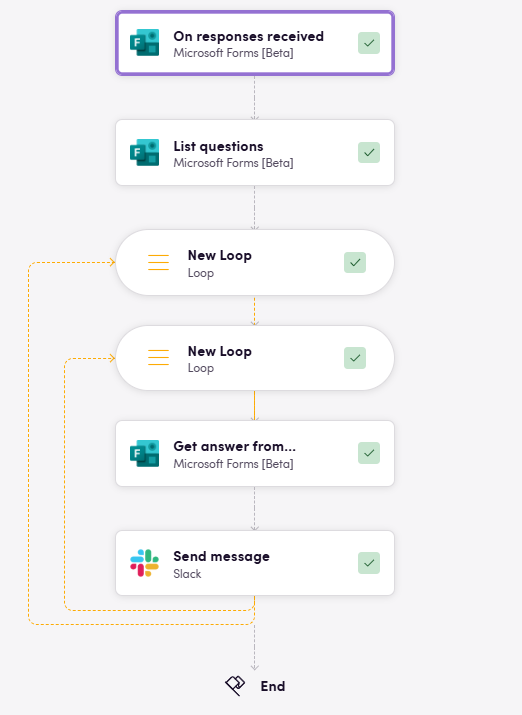 On responses received
Microsoft Forms [Beta]
List questions
Microsoft Forms [Beta]
New Loop
Loop
New Loop
Loop
Get answer from...
Microsoft Forms [Beta]
Send message
Slack
End